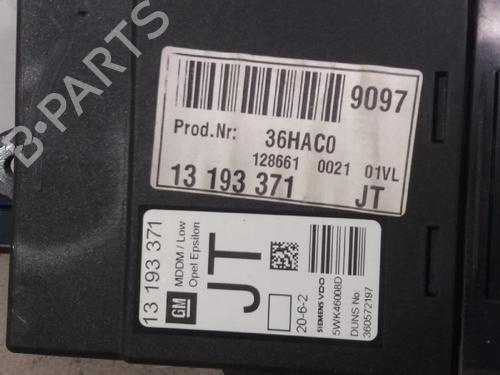 9097
Prod.Nr: 36HAC0
128661 0021 01VL
13 193 371 JT
13 193 371
GM
MDDM / Low
Opel Epsilon
JT
20-6-2
SIEMENS VDO
5WK46008D
DUNS No:
360572197
B-PARTS